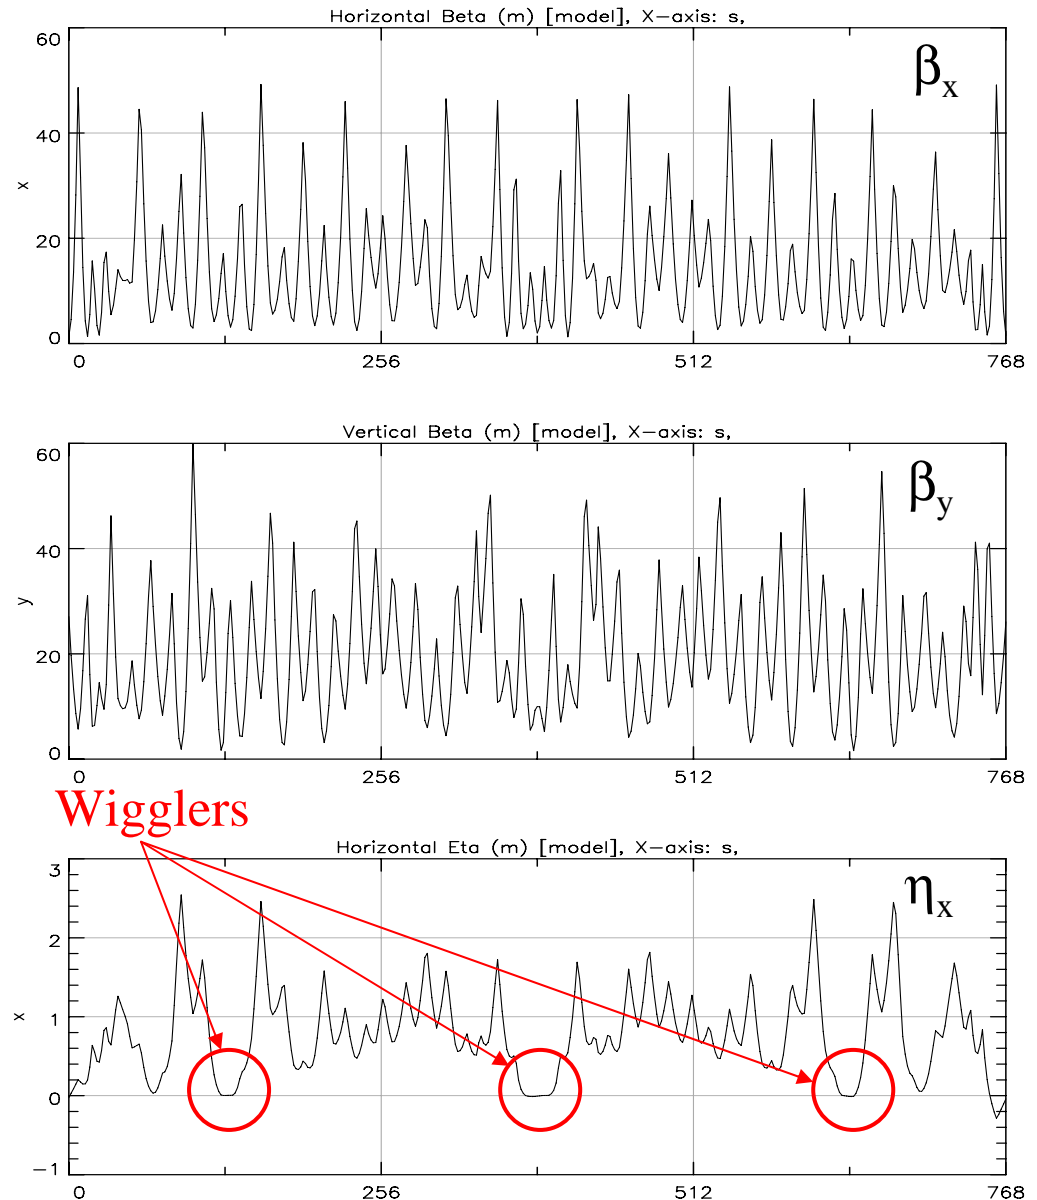 Horizontal Beta (m) [model], X-axis: s,
60
40
20
0
x
βx
0 256 512 768
Vertical Beta (m) [model], X-axis: s,
60
40
20
0
y
βy
0 256 512 768
Wigglers
Horizontal Eta (m) [model], X-axis: s,
3
2
1
0
-1
x
ηx
0 256 512 768